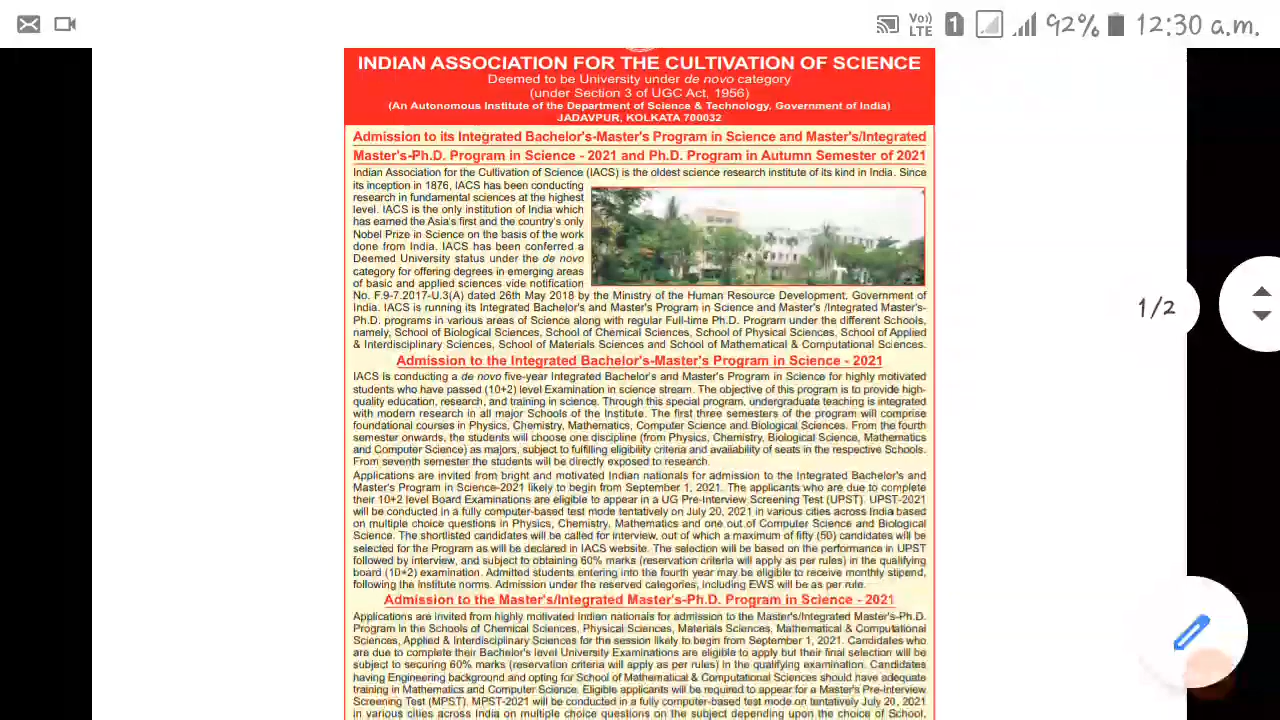 Vo)) LTE 1 92% 12:30 a.m.
INDIAN ASSOCIATION FOR THE CULTIVATION OF SCIENCE
Deemed to be University under de novo category
(under Section 3 of UGC Act, 1956)
(An Autonomous Institute of the Department of Science & Technology, Government of India)
JADAVPUR, KOLKATA 700032
Admission to its Integrated Bachelor's-Master's Program in Science and Master's/Integrated
Master's-Ph.D. Program in Science - 2021 and Ph.D. Program in Autumn Semester of 2021
Indian Association for the Cultivation of Science (IACS) is the oldest science research institute of its kind in India. Since
its inception in 1876, IACS has been conducting
research in fundamental sciences at the highest
level. IACS is the only institution of India which
has earned the Asia's first and the country's only
Nobel Prize in Science on the basis of the work
done from India. IACS has been conferred a
Deemed University status under the de novo
category for offering degrees in emerging areas
of basic and applied sciences vide notification
No. F.9-7.2017-U.3(A) dated 26th May 2018 by the Ministry of the Human Resource Development, Government of
India. IACS is running its Integrated Bachelor's and Master's Program in Science and Master's /Integrated Master's-
Ph.D. programs in various areas of Science along with regular Full-time Ph.D. Program under the different Schools,
namely, School of Biological Sciences, School of Chemical Sciences, School of Physical Sciences, School of Applied
& Interdisciplinary Sciences, School of Materials Sciences and School of Mathematical & Computational Sciences.
1/2
Admission to the Integrated Bachelor's-Master's Program in Science - 2021
IACS is conducting a de novo five-year Integrated Bachelor's and Master's Program in Science for highly motivated
students who have passed (10+2) level Examination in science stream. The objective of this program is to provide high-
quality education, research, and training in science. Through this special program, undergraduate teaching is integrated
with modern research in all major Schools of the Institute. The first three semesters of the program will comprise
foundational courses in Physics, Chemistry, Mathematics, Computer Science and Biological Sciences. From the fourth
semester onwards, the students will choose one discipline (from Physics, Chemistry, Biological Science, Mathematics
and Computer Science) as majors, subject to fulfilling eligibility criteria and availability of seats in the respective Schools.
From seventh semester the students will be directly exposed to research.
Applications are invited from bright and motivated Indian nationals for admission to the Integrated Bachelor's and
Master's Program in Science-2021 likely to begin from September 1, 2021. The applicants who are due to complete
their 10+2 level Board Examinations are eligible to appear in a UG Pre-Interview Screening Test (UPST). UPST-2021
will be conducted in a fully computer-based test mode tentatively on July 20, 2021 in various cities across India based
on multiple choice questions in Physics, Chemistry, Mathematics and one out of Computer Science and Biological
Science. The shortlisted candidates will be called for interview, out of which a maximum of fifty (50) candidates will be
selected for the Program as will be declared in IACS website. The selection will be based on the performance in UPST
followed by interview, and subject to obtaining 60% marks (reservation criteria will apply as per rules) in the qualifying
board (10+2) examination. Admitted students entering into the fourth year may be eligible to receive monthly stipend,
following the Institute norms. Admission under the reserved categories, including EWS will be as per rule.
Admission to the Master's/Integrated Master's-Ph.D. Program in Science - 2021
Applications are invited from highly motivated Indian nationals for admission to the Master's/Integrated Master's-Ph.D.
Program in the Schools of Chemical Sciences, Physical Sciences, Materials Sciences, Mathematical & Computational
Sciences, Applied & Interdisciplinary Sciences for the session likely to begin from September 1, 2021. Candidates who
are due to complete their Bachelor's level University Examinations are eligible to apply but their final selection will be
subject to securing 60% marks (reservation criteria will apply as per rules) in the qualifying examination. Candidates
having Engineering background and opting for School of Mathematical & Computational Sciences should have adequate
training in Mathematics and Computer Science. Eligible applicants will be required to appear for a Master's Pre-Interview
Screening Test (MPST). MPST-2021 will be conducted in a fully computer-based test mode on tentatively July 20, 2021
in various cities across India on multiple choice questions on the subject depending upon the choice of School,